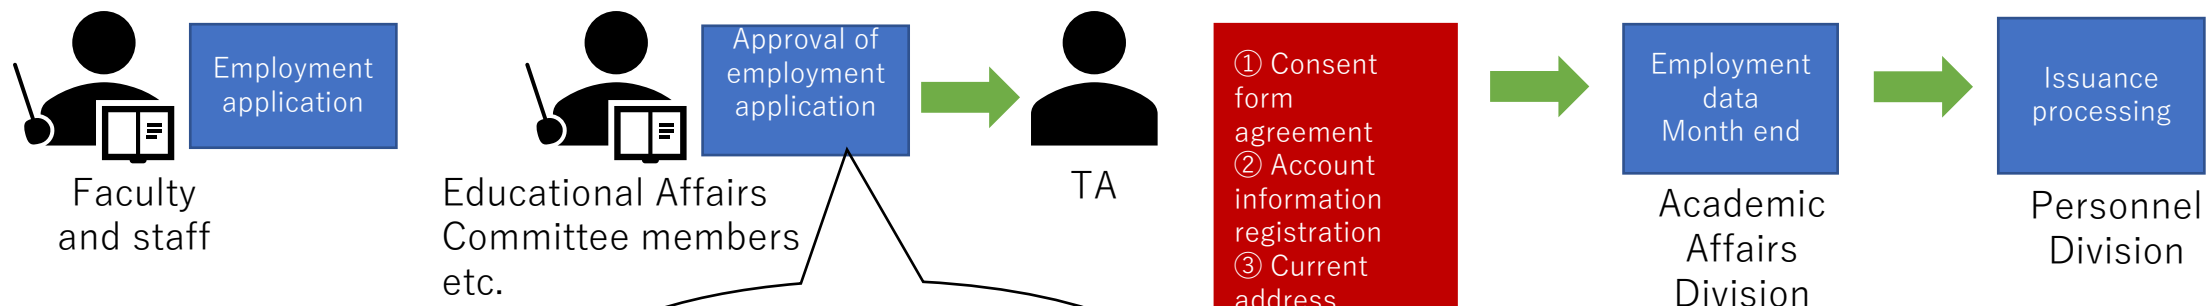 Employment
application
Faculty
and staff
Approval of
employment
application
Educational Affairs
Committee members
etc.
TA
① Consent
form
agreement
② Account
information
registration
③ Current
address
Employment
data
Month end
Academic
Affairs
Division
Issuance
processing
Personnel
Division